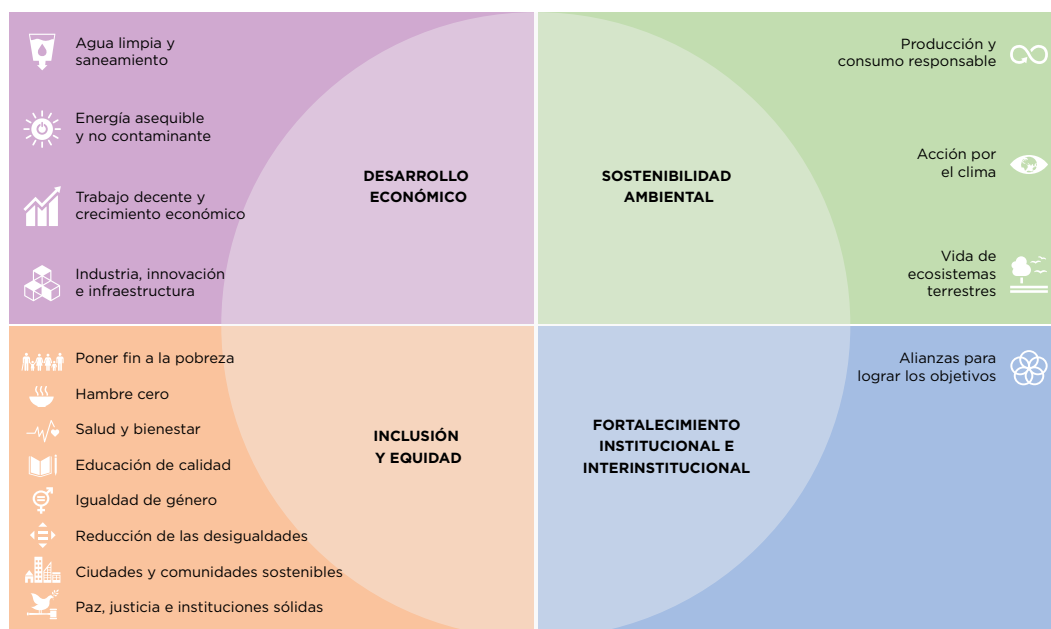 Agua limpia y
saneamiento
Energía asequible
y no contaminante
Trabajo decente y
crecimiento económico
Industria, innovación
e infraestructura
DESARROLLO
ECONÓMICO
SOSTENIBILIDAD
AMBIENTAL
Producción y
consumo responsable
Acción por
el clima
Vida de
ecosistemas
terrestres
Poner fin a la pobreza
Hambre cero
Salud y bienestar
Educación de calidad
Igualdad de género
Reducción de las desigualdades
Ciudades y comunidades sostenibles
Paz, justicia e instituciones sólidas
INCLUSIÓN
Y EQUIDAD
FORTALECIMIENTO
INSTITUCIONAL E
INTERINSTITUCIONAL
Alianzas para
lograr los objetivos